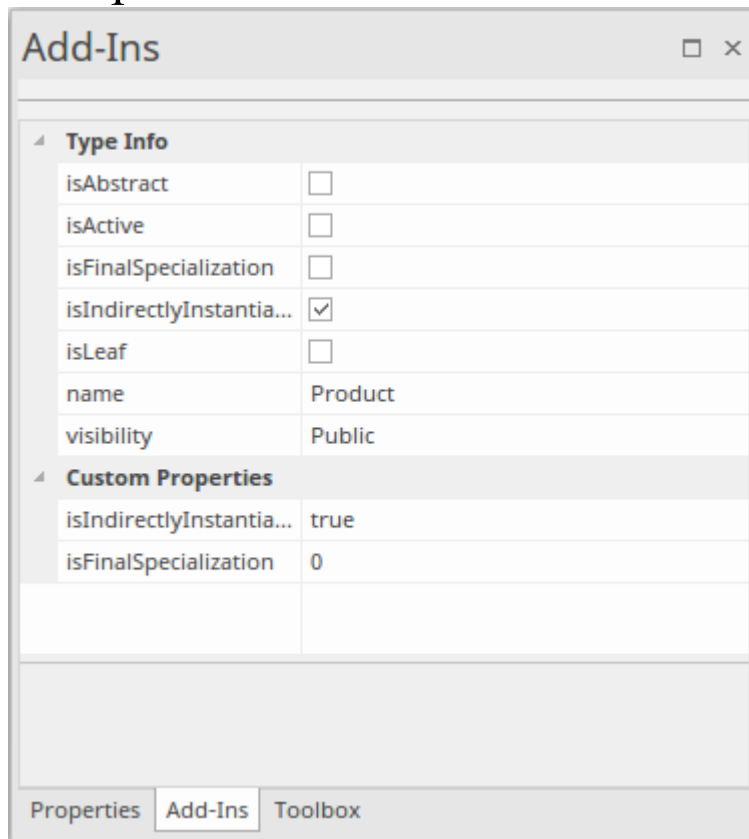 Add-Ins
Type Info
isAbstract
isActive
isFinalSpecialization
isIndirectlyInstantia...
isLeaf
name Product
visibility Public
Custom Properties
isIndirectlyInstantia... true
isFinalSpecialization 0
Properties Add-Ins Toolbox